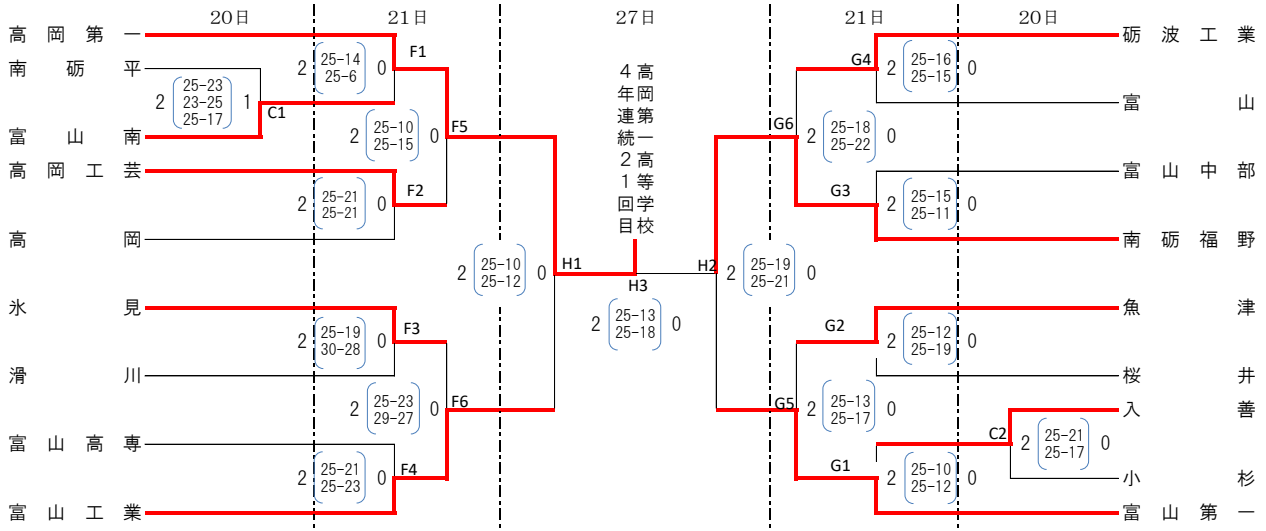 20日 21日 27日 21日 20日
高岡第一
南砺平
富山南
高岡工芸
高岡
氷見
滑川
富山高専
富山工業
2 25-23 23-25 25-17 1
C1
2 25-14 25-6 0
F1
2 25-10 25-15 0
F5
2 25-21 25-21 0
F2
2 25-19 30-28 0
F3
2 25-23 29-27 0
F6
2 25-21 25-23 0
F4
2 25-10 25-12 0
H1
高岡第一高等学校
4年連続21回目
H3
2 25-13 25-18 0
H2
2 25-19 25-21 0
G6
2 25-18 25-22 0
G4
2 25-16 25-15 0
G3
2 25-15 25-11 0
G2
2 25-12 25-19 0
G5
2 25-13 25-17 0
G1
2 25-10 25-12 0
C2
2 25-21 25-17 0
砺波工業
富山
富山中部
南砺福野
魚津
桜井
入善
小杉
富山第一